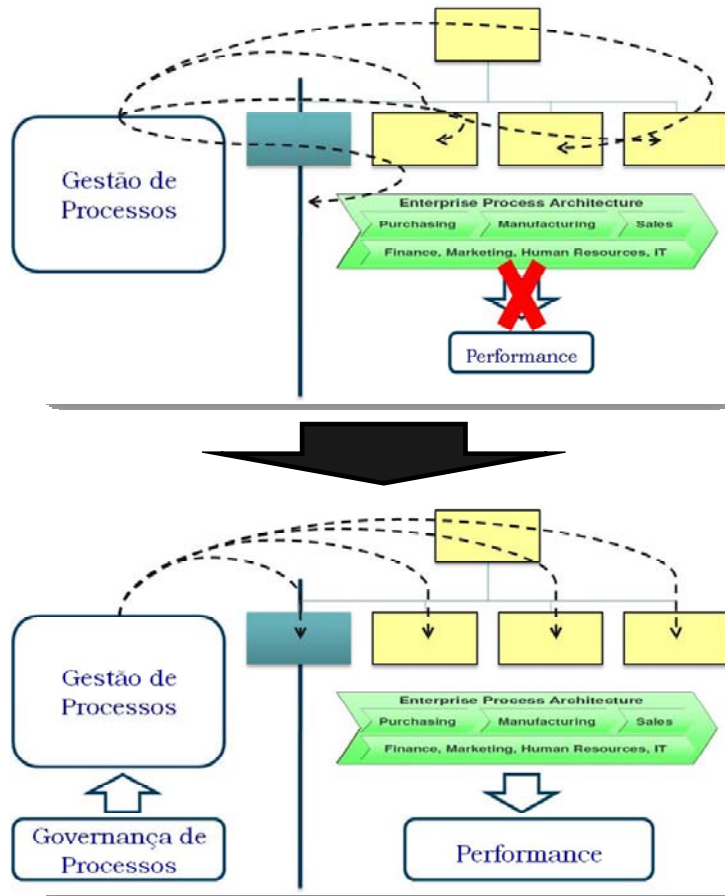 Gestão de
Processos
Enterprise Process Architecture
Purchasing Manufacturing Sales
Finance, Marketing, Human Resources, IT
Performance
Gestão de
Processos
Enterprise Process Architecture
Purchasing Manufacturing Sales
Finance, Marketing, Human Resources, IT
Governança de
Processos
Performance